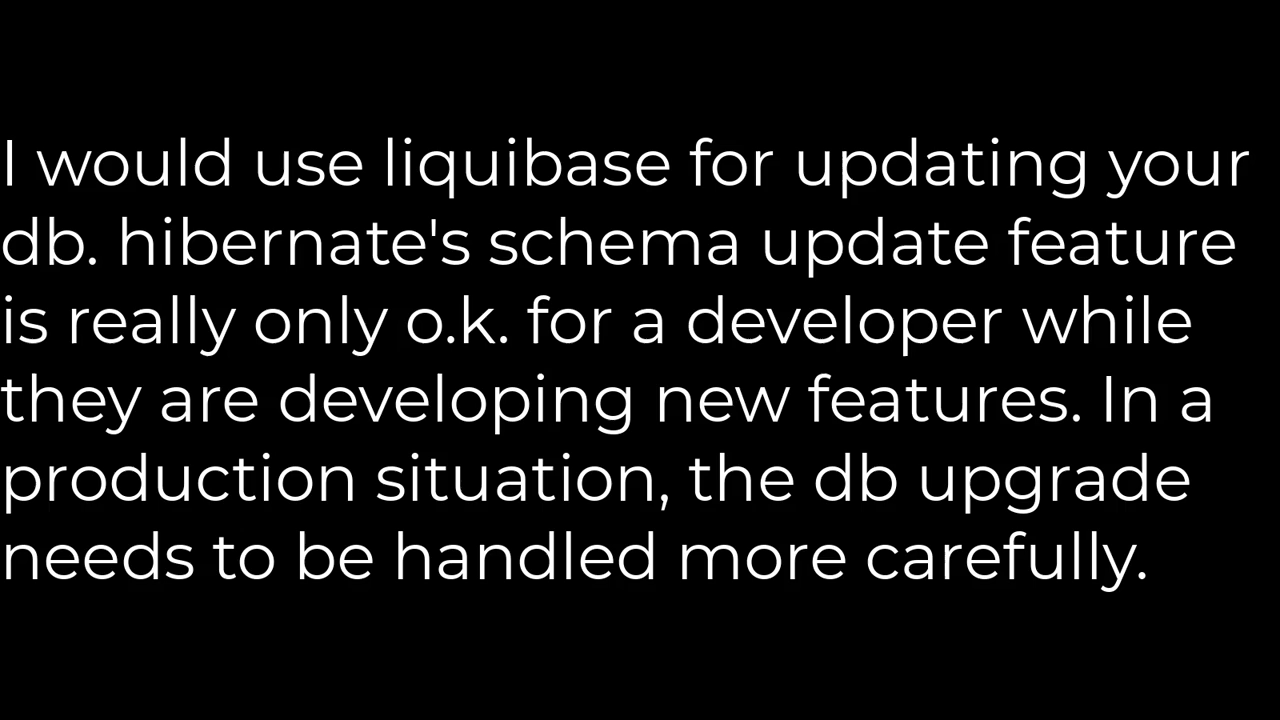 I would use liquibase for updating your
db. hibernate's schema update feature
is really only o.k. for a developer while
they are developing new features. In a
production situation, the db upgrade
needs to be handled more carefully.